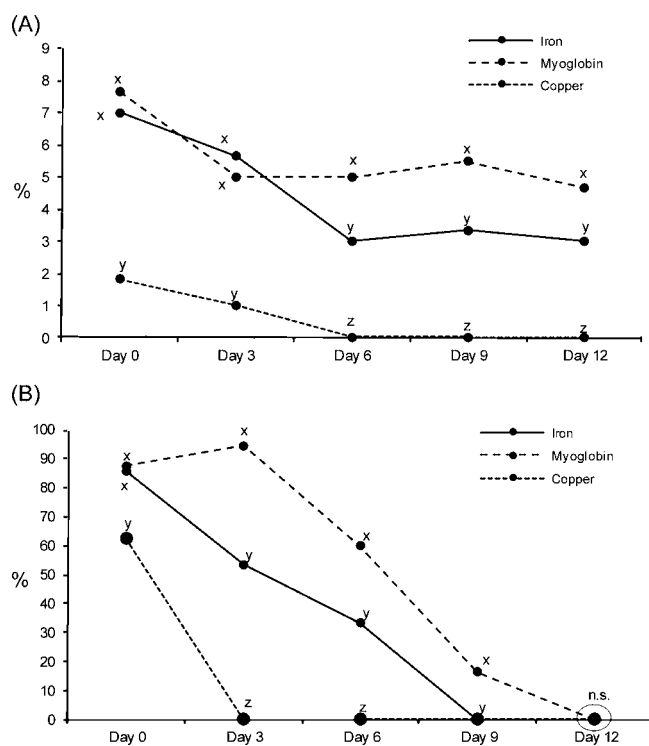 (A)
9
8
7
6
5
4
3
2
1
0
%
Iron
Myoglobin
Copper
x
x
x
x
x
x
x
y
y
y
y
y
z
z
z
Day 0 Day 3 Day 6 Day 9 Day 12
(B)
100
90
80
70
60
50
40
30
20
10
0
%
Iron
Myoglobin
Copper
x
x
x
x
x
y
y
y
y
z
z
n.s.
Day 0 Day 3 Day 6 Day 9 Day 12